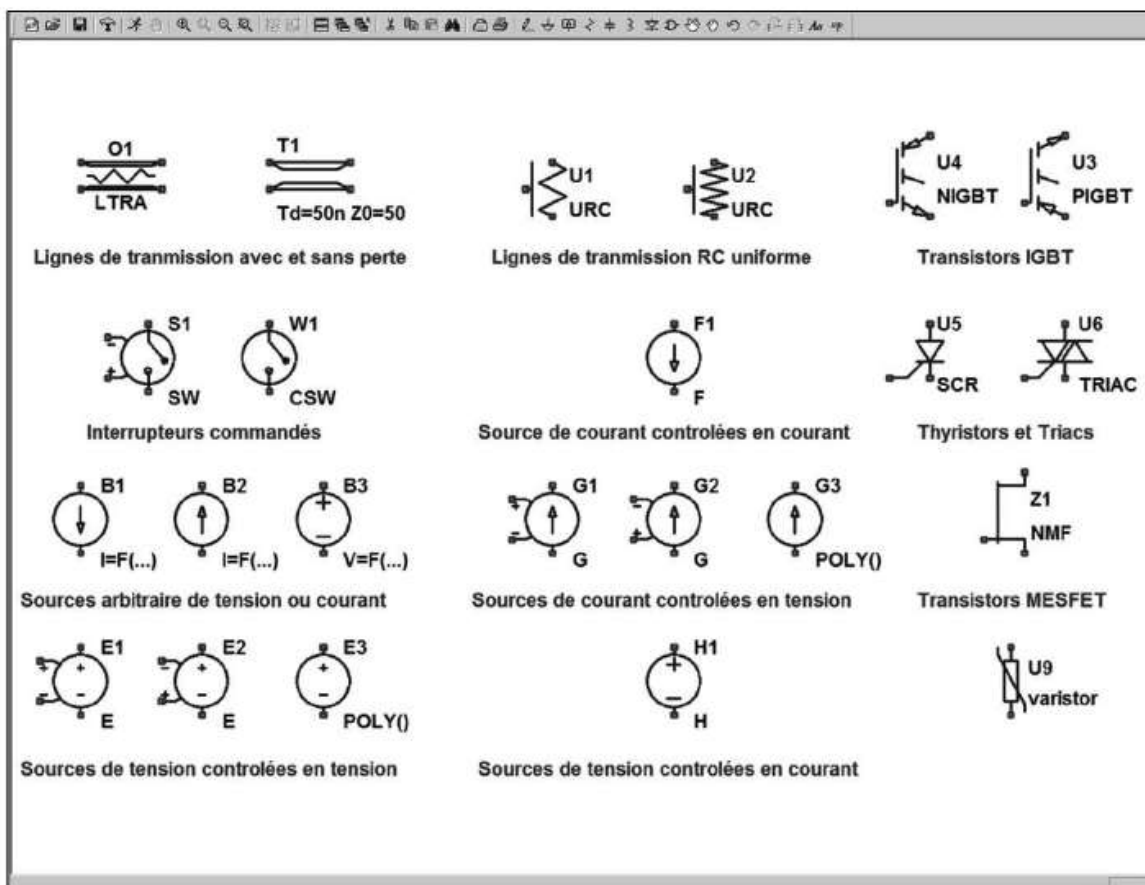 O1
LTRA
T1
Td=50n Z0=50
Lignes de tranmission avec et sans perte
U1
URC
U2
URC
Lignes de tranmission RC uniforme
U4
NIGBT
U3
PIGBT
Transistors IGBT
S1
SW
W1
CSW
Interrupteurs commandés
F1
F
Source de courant controlées en courant
U5
SCR
U6
TRIAC
Thyristors et Triacs
B1
I=F(...)
B2
I=F(...)
B3
V=F(...)
Sources arbitraire de tension ou courant
G1
G
G2
G
G3
POLY()
Sources de courant controlées en tension
Z1
NMF
Transistors MESFET
E1
E
E2
E
E3
POLY()
Sources de tension controlées en tension
H1
H
Sources de tension controlées en courant
U9
varistor